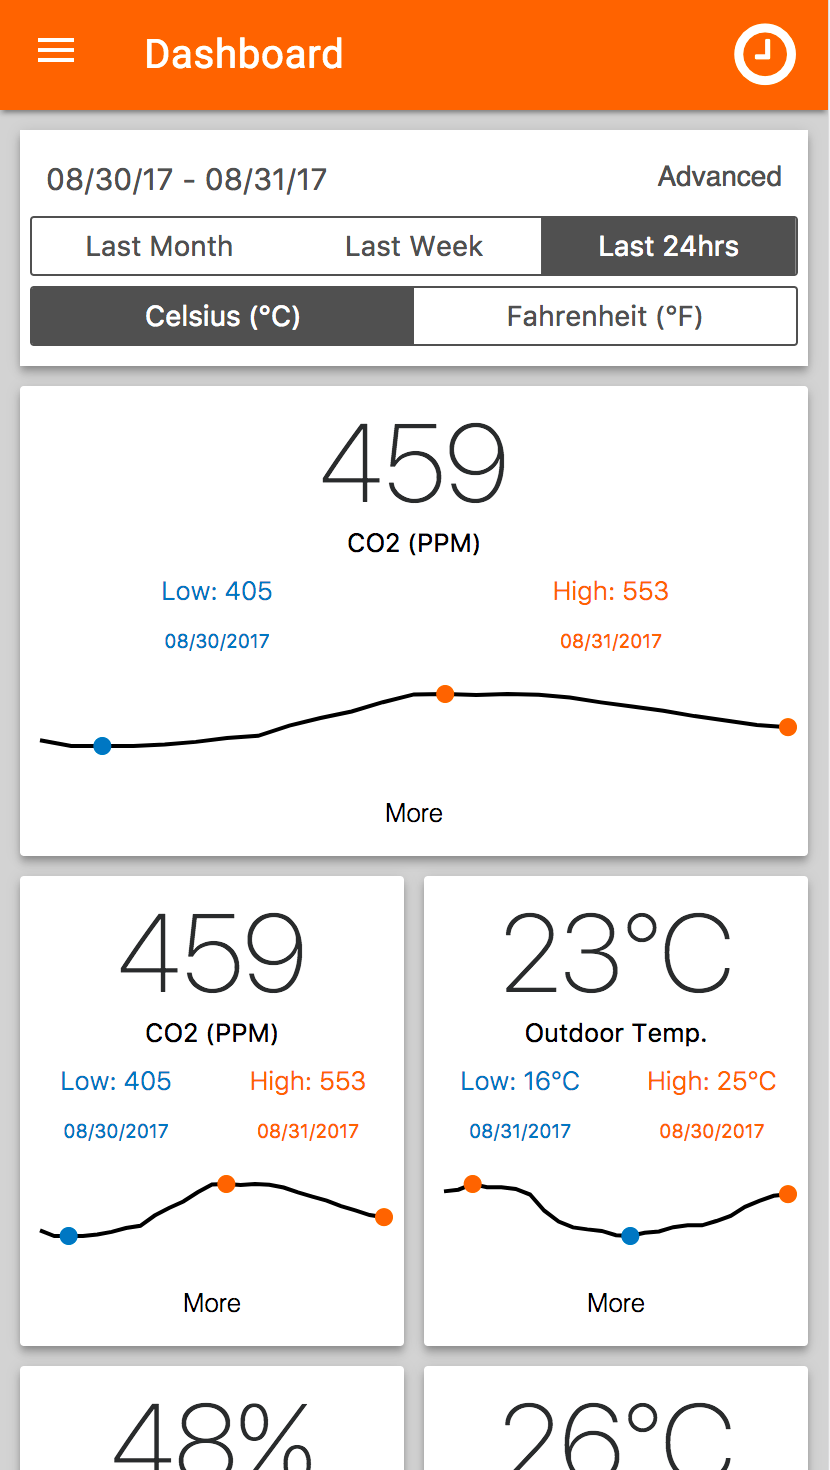 Dashboard
08/30/17 - 08/31/17
Advanced
Last Month
Last Week
Last 24hrs
Celsius (°C)
Fahrenheit (°F)
459
CO2 (PPM)
Low: 405
High: 553
08/30/2017
08/31/2017
More
459
CO2 (PPM)
Low: 405
High: 553
08/30/2017
08/31/2017
More
23°C
Outdoor Temp.
Low: 16°C
High: 25°C
08/31/2017
08/30/2017
More
48%
26°C